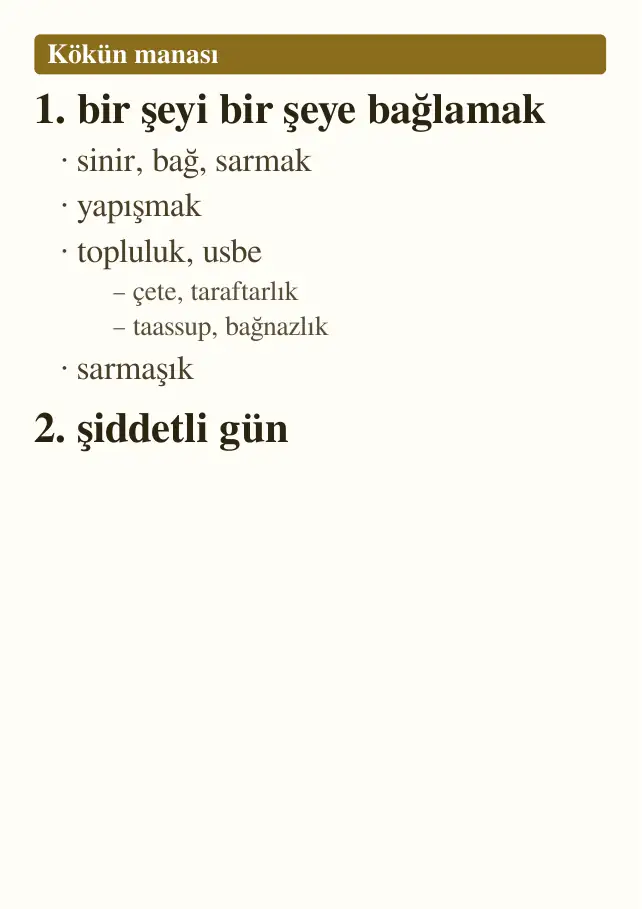 Kökün manası
1. bir şeyi bir şeye bağlamak
· sinir, bağ, sarmak
· yapışmak
· topluluk, usbe
– çete, taraftarlık
– taassup, bağnazlık
· sarmaşık
2. şiddetli gün